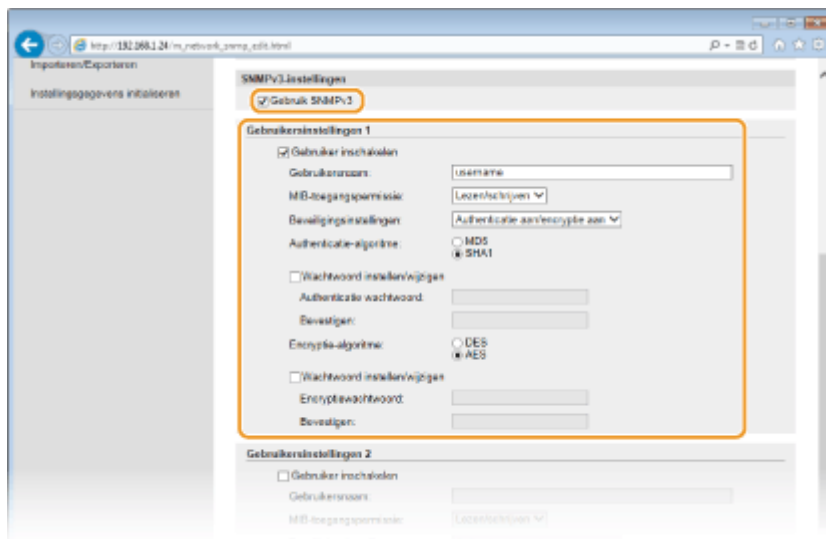 http://192.168.1.24/m_network_snmp_edit.html
Importeren/Exporteren
Instellingsgegevens initialiseren
SNMPv3-instellingen
Gebruik SNMPv3
Gebruikersinstellingen 1
Gebruiker inschakelen
Gebruikersnaam: username
MIB-toegangspermissie: Lezen/schrijven
Beveiligingsinstellingen: Authenticatie aan/encryptie aan
Authenticatie-algoritme: MD5
SHA1
Wachtwoord instellen/wijzigen
Authenticatie wachtwoord:
Bevestigen:
Encryptie-algoritme: DES
AES
Wachtwoord instellen/wijzigen
Encryptiewachtwoord:
Bevestigen:
Gebruikersinstellingen 2
Gebruiker inschakelen
Gebruikersnaam:
MIB-toegangspermissie: Lezen/schrijven